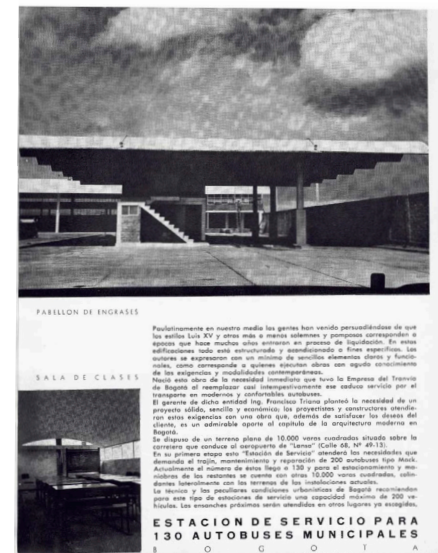 PABELLON DE ENGRASES
SALA DE CLASES
Paulatinamente en nuestro medio las gentes han venido persuadiéndose de que
los estilos Luis XV y otros más o menos solemnes y pomposos corresponden a
épocas que hace muchos años entraron en proceso de liquidación. En estas
edificaciones todo está estructurado y acondicionado a fines específicos. Los
autores se expresaron con un mínimo de sencillos elementos claros y funcio-
nales, como corresponde a quienes ejecutan obras con agudo conocimiento
de las exigencias y modalidades contemporáneas.
Nació esta obra de la necesidad inmediata que tuvo la Empresa del Tranvía
de Bogotá al reemplazar casi intempestivamente ese caduco servicio por el
transporte en modernos y confortables autobuses.
El gerente de dicha entidad Ing. Francisco Triana planteó la necesidad de un
proyecto sólido, sencillo y económico; los proyectistas y constructores atendie-
ron estas exigencias con una obra que, además de satisfacer los deseos del
cliente, es un admirable aporte al capítulo de la arquitectura moderna en
Bogotá.
Se dispuso de un terreno plano de 10.000 varas cuadradas situado sobre la
carretera que conduce al aeropuerto de "Lansa" (Calle 68, Nº 49-13).
En su primera etapa esta "Estación de Servicio" atenderá las necesidades que
demanda el trajín, mantenimiento y reparación de 200 autobuses tipo Mack.
Actualmente el número de éstos llega a 130 y para el estacionamiento y ma-
niobras de los restantes se cuenta con otras 10.000 varas cuadradas, colin-
dantes lateralmente con los terrenos de las instalaciones actuales.
La técnica y las peculiares condiciones urbanísticas de Bogotá recomiendan
para este tipo de estaciones de servicio una capacidad máxima de 200 ve-
hículos. Los ensanches próximos serán atendidos en otros lugares ya escogidos,
ESTACION DE SERVICIO PARA
130 AUTOBUSES MUNICIPALES
BOGOTA